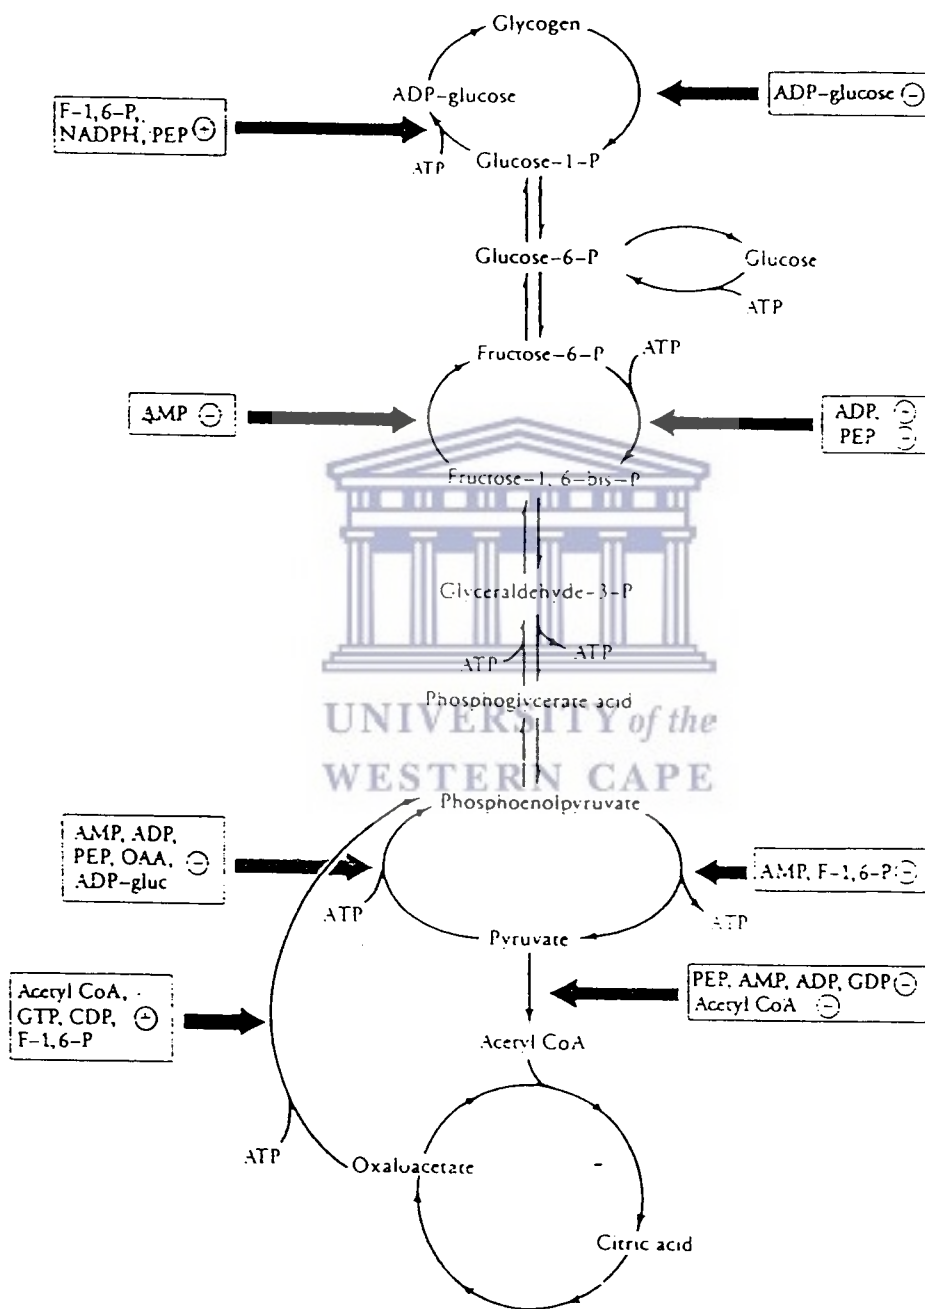 Glycogen
ADP-glucose
ADP-glucose ⊖
F-1,6-P,
NADPH, PEP ⊕
ATP
Glucose-1-P
Glucose-6-P
Glucose
ATP
Fructose-6-P
ATP
AMP ⊖
ADP, ⊖
PEP ⊖
Fructose-1, 6-bis-P
Glyceraldehyde-3-P
ATP
ATP
Phosphoglycerate acid
UNIVERSITY of the
WESTERN CAPE
Phosphoenolpyruvate
AMP, ADP,
PEP, OAA, ⊖
ADP-gluc
AMP, F-1,6-P ⊖
ATP
ATP
Pyruvate
PEP, AMP, ADP, GDP ⊖
Acetyl CoA ⊖
Acetyl CoA,
GTP, CDP, ⊕
F-1,6-P
Acetyl CoA
ATP
Oxaloacetate
Citric acid